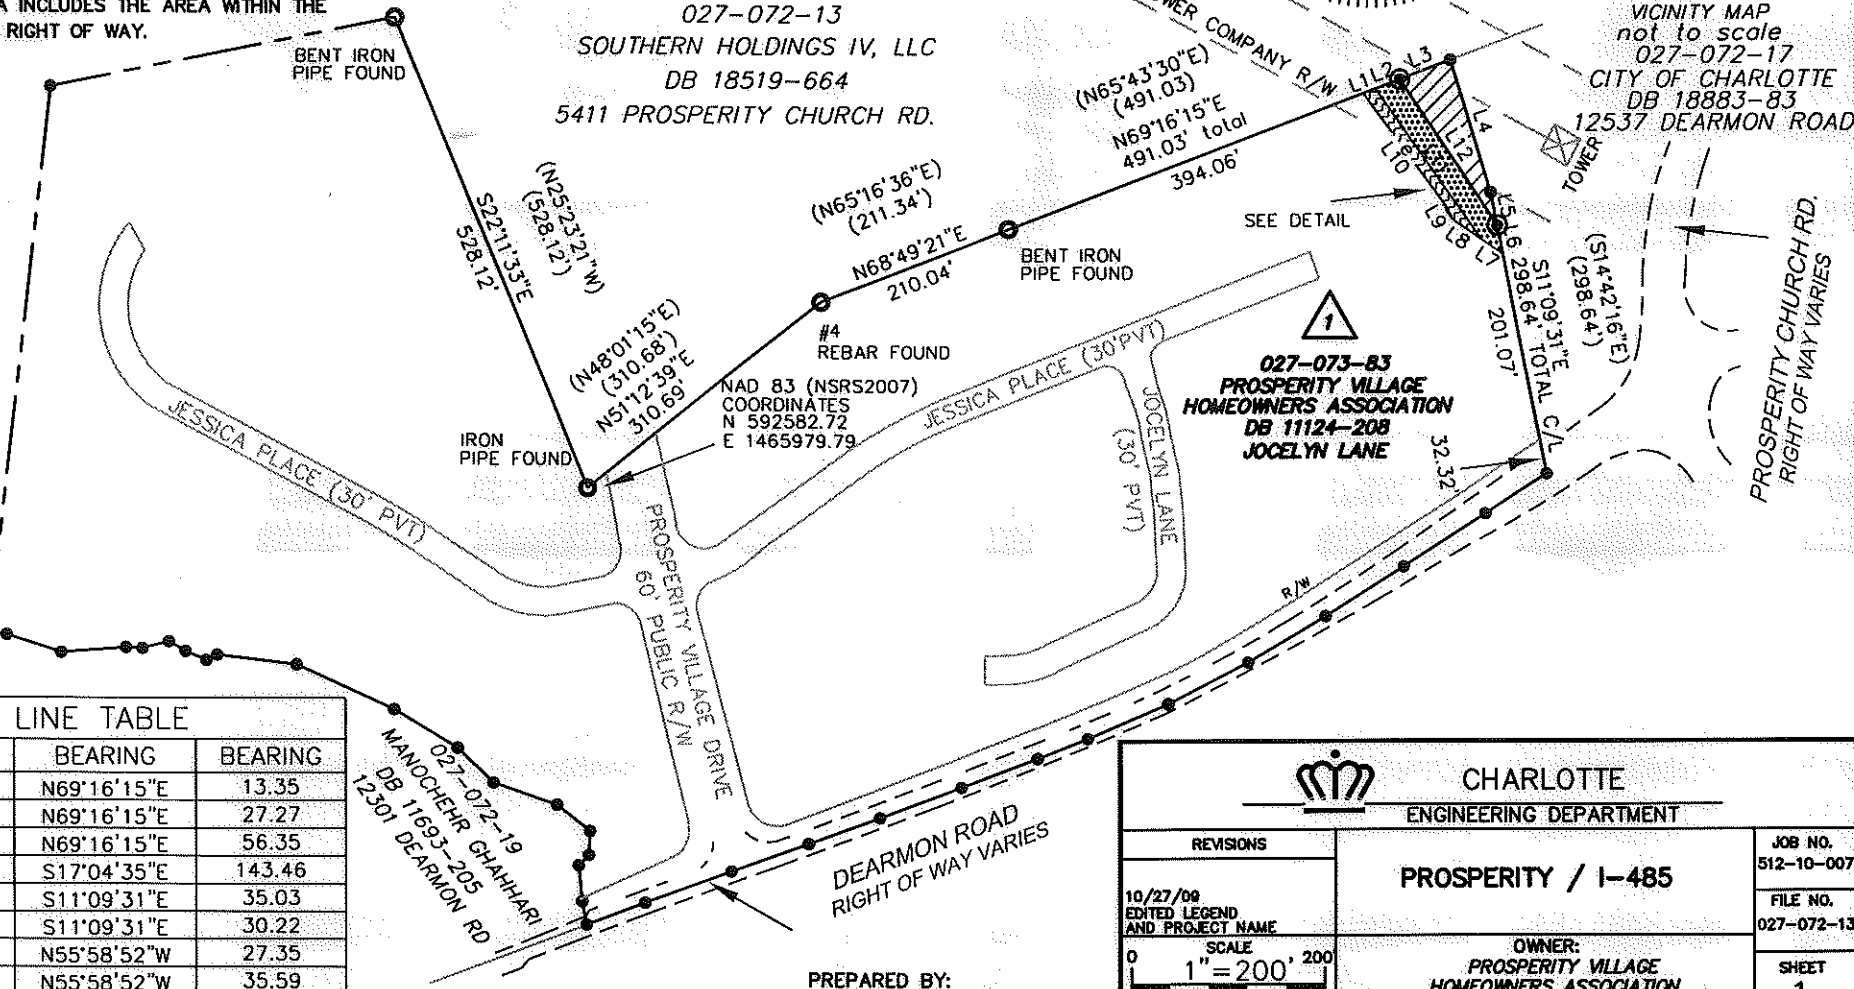 A INCLUDES THE AREA WITHIN THE
RIGHT OF WAY.
BENT IRON
PIPE FOUND
027-072-13
SOUTHERN HOLDINGS IV, LLC
DB 18519-664
5411 PROSPERITY CHURCH RD.
COMPANY R/W
VICINITY MAP
not to scale
027-072-17
CITY OF CHARLOTTE
DB 18883-83
12537 DEARMON ROAD
TOWER
(N65°43'30"E)
(491.03)
N69°16'15"E
491.03' total
394.06'
L1
L2
L3
L4
L12
L10
L5
L6
L9
L8
L7
SEE DETAIL
(N25°23'21"W)
(528.12')
S22°11'33"E
528.12'
(N65°16'36"E)
(211.34')
N68°49'21"E
210.04'
BENT IRON
PIPE FOUND
(N48°01'15"E)
(310.68')
N51°12'39"E
310.69'
#4
REBAR FOUND
NAD 83 (NSRS2007)
COORDINATES
N 592582.72
E 1465979.79
IRON
PIPE FOUND
(S14°42'16"E)
(298.64')
S11°09'31"E
298.64' TOTAL C/L
201.07'
32.32'
PROSPERITY CHURCH RD.
RIGHT OF WAY VARIES
1
027-073-83
PROSPERITY VILLAGE
HOMEOWNERS ASSOCIATION
DB 11124-208
JOCELYN LANE
JESSICA PLACE (30'PVT)
JESSICA PLACE (30' PVT)
JOCELYN LANE
(30' PVT)
PROSPERITY VILLAGE DRIVE
60' PUBLIC R/W
R/W
DEARMON ROAD
RIGHT OF WAY VARIES
027-072-19
MANOCHEHR GHAHHARI
DB 11693-205
12301 DEARMON RD
LINE TABLE
BEARING BEARING
N69°16'15"E 13.35
N69°16'15"E 27.27
N69°16'15"E 56.35
S17°04'35"E 143.46
S11°09'31"E 35.03
S11°09'31"E 30.22
N55°58'52"W 27.35
N55°58'52"W 35.59
PREPARED BY:
CHARLOTTE
ENGINEERING DEPARTMENT
REVISIONS
10/27/09
EDITED LEGEND
AND PROJECT NAME
SCALE
0 1"=200' 200
PROSPERITY / I-485
OWNER:
PROSPERITY VILLAGE
HOMEOWNERS ASSOCIATION
JOB NO.
512-10-007
FILE NO.
027-072-13
SHEET
1